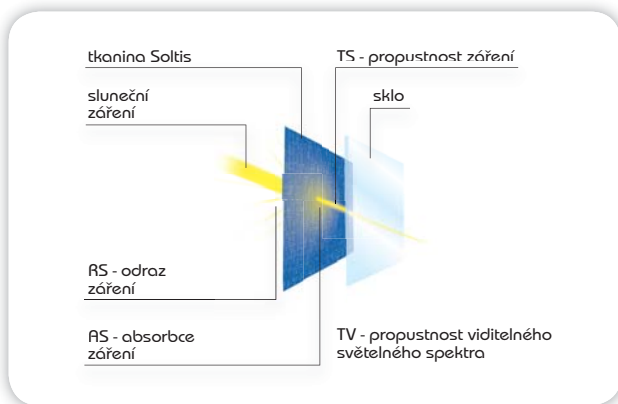 tkanina Soltis
sluneční
záření
TS - propustnost záření
sklo
RS - odraz
záření
AS - absorbce
záření
TV - propustnost viditelného
světelného spektra